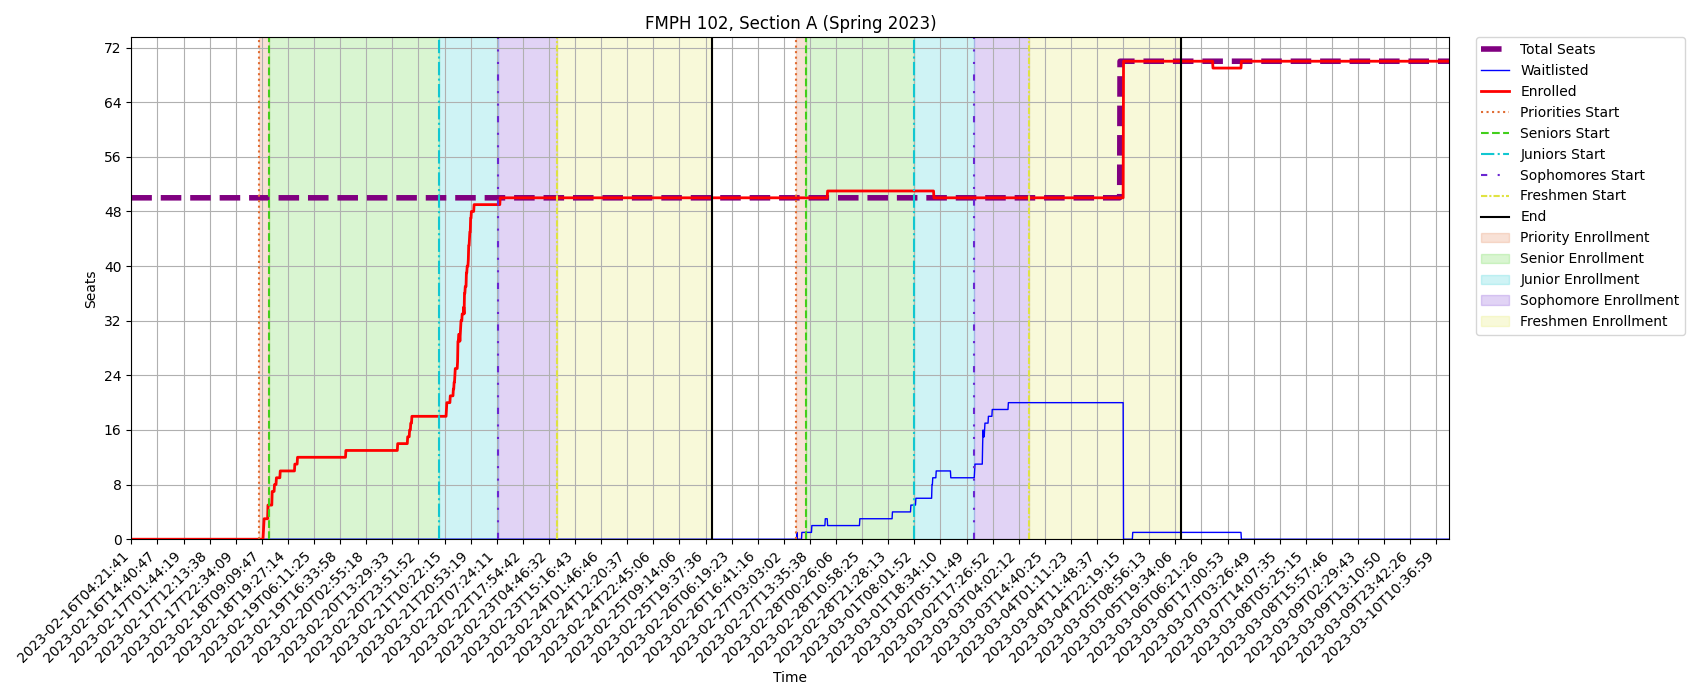 FMPH 102, Section A (Spring 2023)
Seats
72
64
56
48
40
32
24
16
8
0
2023-02-16T04:21:41
2023-02-16T14:40:47
2023-02-17T01:44:19
2023-02-17T12:13:38
2023-02-17T22:34:09
2023-02-18T09:09:47
2023-02-18T19:27:14
2023-02-19T06:11:25
2023-02-19T16:33:58
2023-02-20T02:55:18
2023-02-20T13:29:33
2023-02-20T23:51:52
2023-02-21T10:22:15
2023-02-21T20:53:19
2023-02-22T07:24:11
2023-02-22T17:54:42
2023-02-23T04:46:32
2023-02-23T15:16:43
2023-02-24T01:46:46
2023-02-24T12:20:37
2023-02-24T22:45:06
2023-02-25T09:14:06
2023-02-25T19:37:36
2023-02-26T06:19:23
2023-02-26T16:41:16
2023-02-27T03:03:02
2023-02-27T13:35:38
2023-02-28T00:26:06
2023-02-28T10:58:25
2023-02-28T21:28:13
2023-03-01T08:01:52
2023-03-01T18:34:10
2023-03-02T05:11:49
2023-03-02T17:26:52
2023-03-03T04:02:12
2023-03-03T14:40:25
2023-03-04T01:11:23
2023-03-04T11:48:37
2023-03-04T22:19:15
2023-03-05T08:56:13
2023-03-05T19:34:06
2023-03-06T06:21:26
2023-03-06T17:00:53
2023-03-07T03:26:49
2023-03-07T14:07:35
2023-03-08T05:25:15
2023-03-08T15:57:46
2023-03-09T02:29:43
2023-03-09T13:10:50
2023-03-09T23:42:26
2023-03-10T10:36:59
Time
Total Seats
Waitlisted
Enrolled
Priorities Start
Seniors Start
Juniors Start
Sophomores Start
Freshmen Start
End
Priority Enrollment
Senior Enrollment
Junior Enrollment
Sophomore Enrollment
Freshmen Enrollment